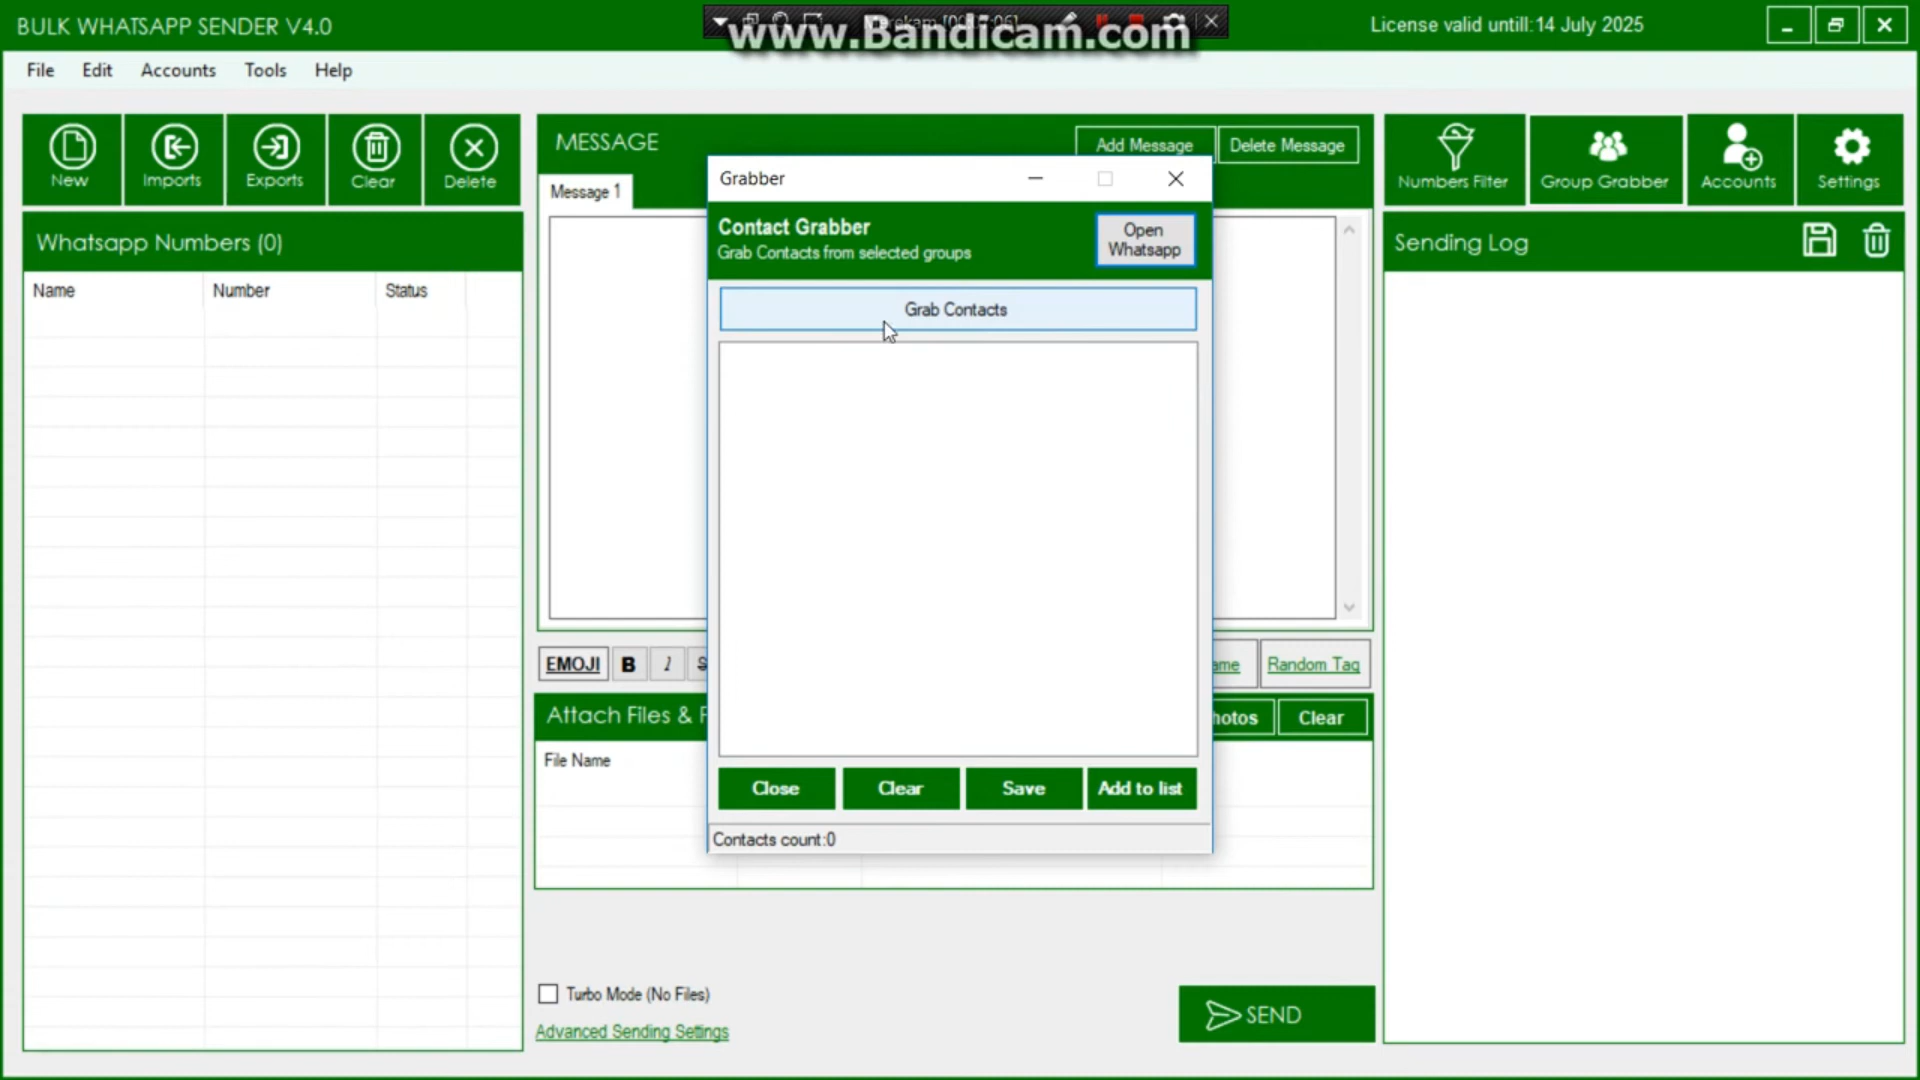 BULK WHATSAPP SENDER V4.0
www.Bandicam.com
License valid untill:14 July 2025
File Edit Accounts Tools Help
New Imports Exports Clear Delete
MESSAGE
Add Message Delete Message
Message 1
Numbers Filter Group Grabber Accounts Settings
Whatsapp Numbers (0)
Name Number Status
Grabber
Contact Grabber
Grab Contacts from selected groups
Open
Whatsapp
Grab Contacts
Close Clear Save Add to list
Contacts count:0
Sending Log
EMOJI B I S
ame Random Tag
Attach Files & P
hotos Clear
File Name
Turbo Mode (No Files)
Advanced Sending Settings
SEND